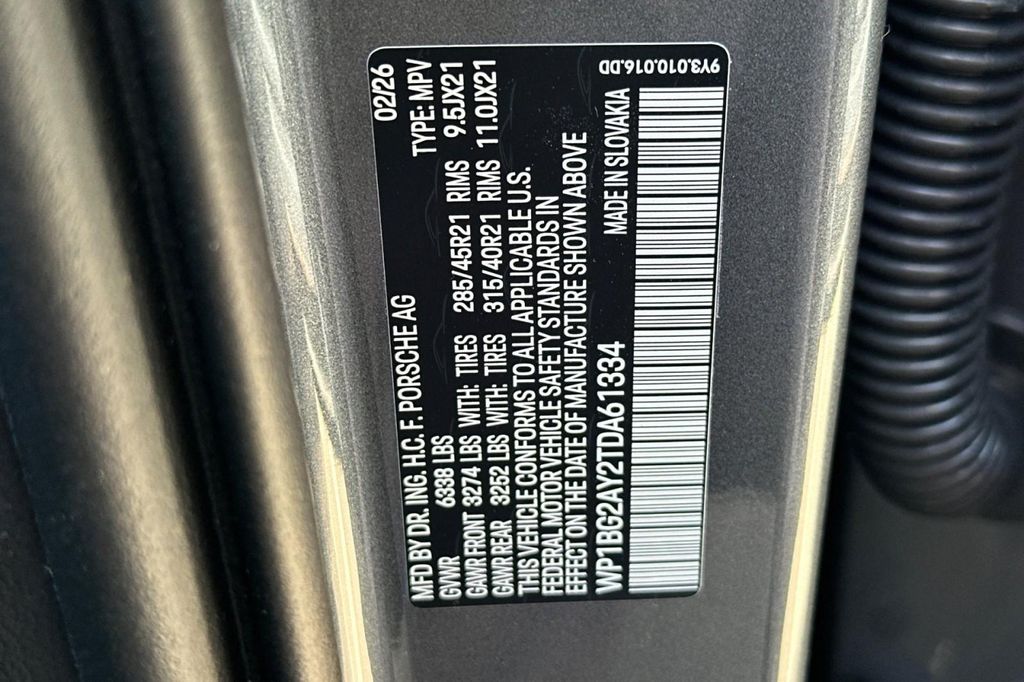 MFD BY DR. ING. H.C. F. PORSCHE AG 02/26
GVWR 6338 LBS TYPE: MPV
GAWR FRONT 3274 LBS WITH: TIRES 285/45R21 RIMS 9.5JX21
GAWR REAR 3252 LBS WITH: TIRES 315/40R21 RIMS 11.0JX21
THIS VEHICLE CONFORMS TO ALL APPLICABLE U.S.
FEDERAL MOTOR VEHICLE SAFETY STANDARDS IN
EFFECT ON THE DATE OF MANUFACTURE SHOWN ABOVE
WP1BG2AY2TDA61334 MADE IN SLOVAKIA
9Y3.010.016.DD